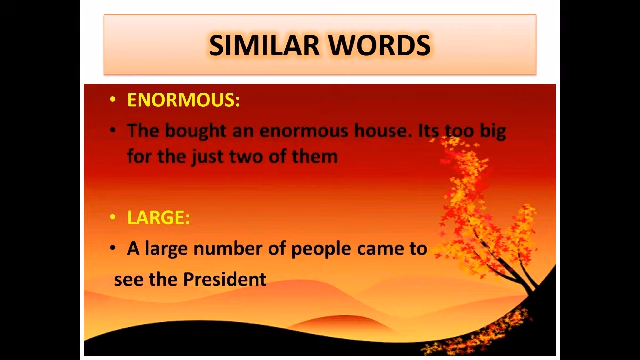 SIMILAR WORDS
• ENORMOUS:
• The bought an enormous house. Its too big
for the just two of them
• LARGE:
• A large number of people came to
see the President